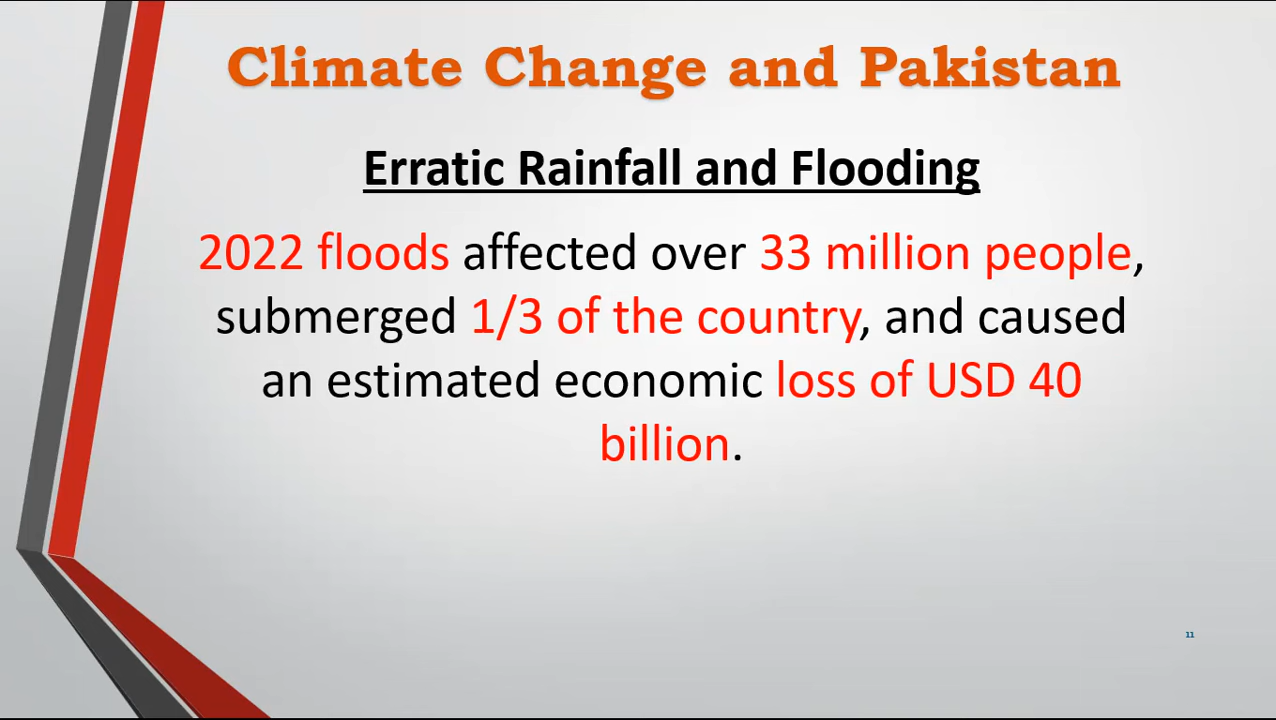 Climate Change and Pakistan
Erratic Rainfall and Flooding
2022 floods affected over 33 million people,
submerged 1/3 of the country, and caused
an estimated economic loss of USD 40
billion.
11